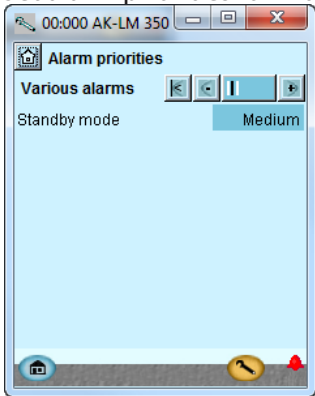 00:000 AK-LM 350
Alarm priorities
Various alarms
Standby mode Medium